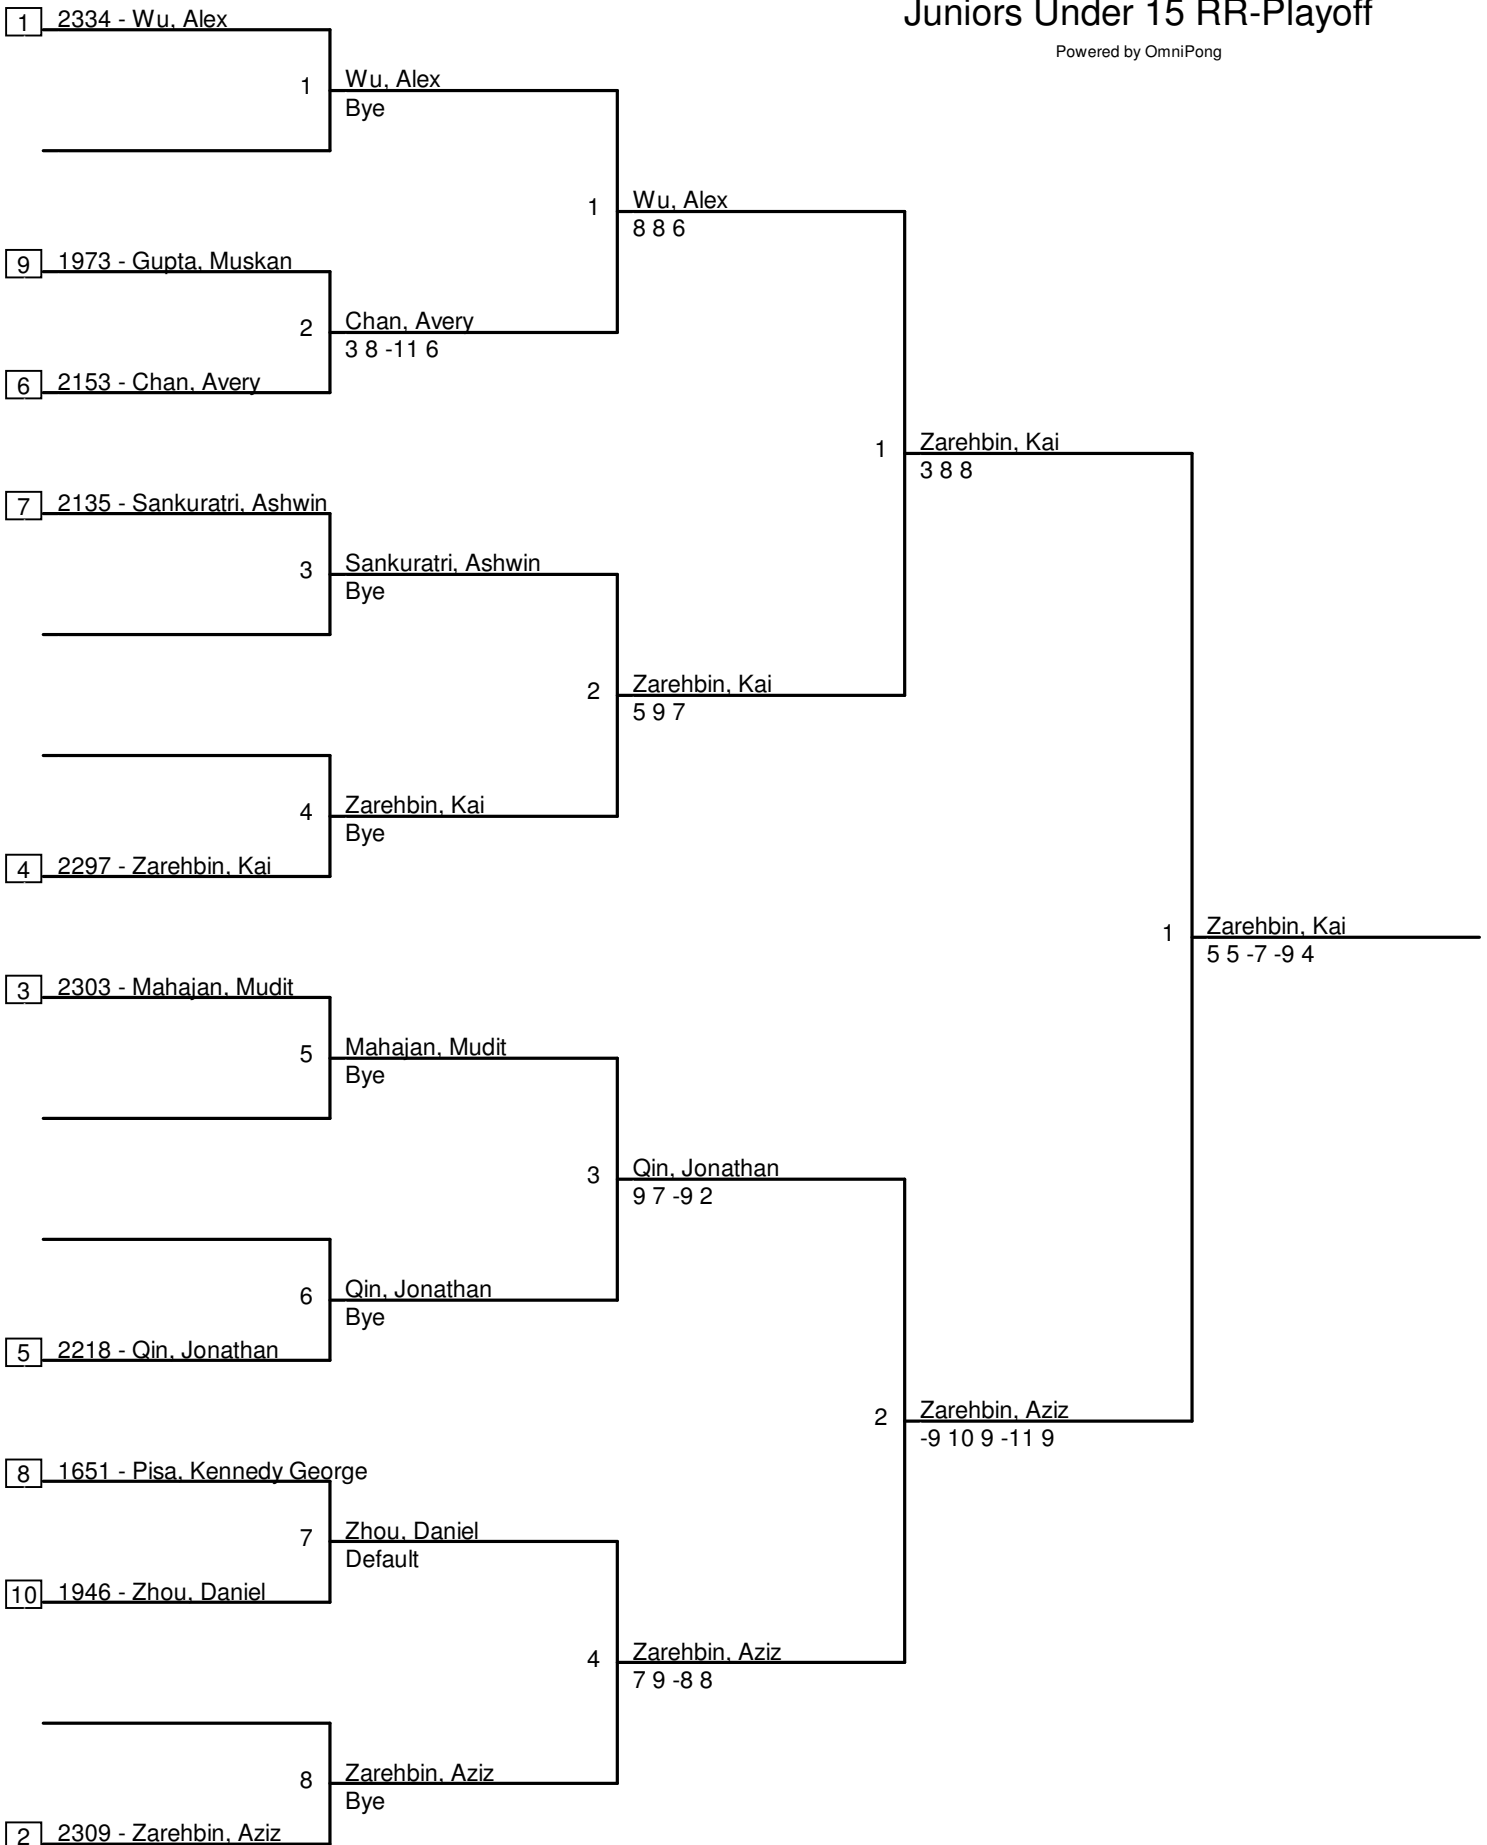 Juniors Under 15 RR-Playoff
Powered by OmniPong
1 2334 - Wu, Alex
1 Wu, Alex
Bye
1 Wu, Alex
8 8 6
9 1973 - Gupta, Muskan
2 Chan, Avery
3 8 -11 6
6 2153 - Chan, Avery
1 Zarehbin, Kai
3 8 8
7 2135 - Sankuratri, Ashwin
3 Sankuratri, Ashwin
Bye
2 Zarehbin, Kai
5 9 7
4 Zarehbin, Kai
Bye
4 2297 - Zarehbin, Kai
1 Zarehbin, Kai
5 5 -7 -9 4
3 2303 - Mahajan, Mudit
5 Mahajan, Mudit
Bye
3 Qin, Jonathan
9 7 -9 2
6 Qin, Jonathan
Bye
5 2218 - Qin, Jonathan
2 Zarehbin, Aziz
-9 10 9 -11 9
8 1651 - Pisa, Kennedy George
7 Zhou, Daniel
Default
10 1946 - Zhou, Daniel
4 Zarehbin, Aziz
7 9 -8 8
8 Zarehbin, Aziz
Bye
2 2309 - Zarehbin, Aziz